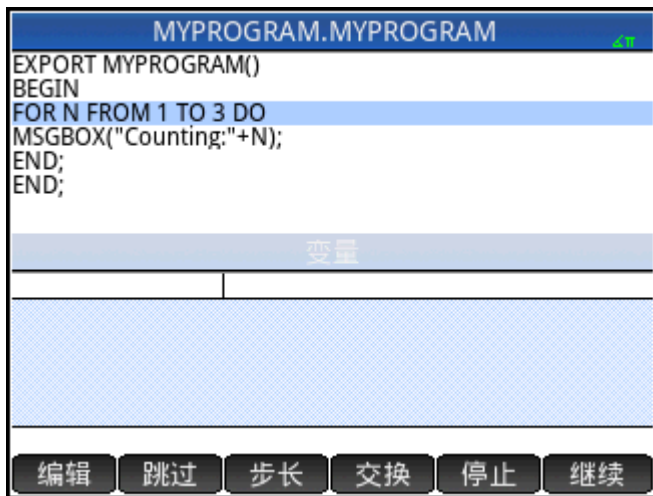 MYPROGRAM.MYPROGRAM
∡π
EXPORT MYPROGRAM()
BEGIN
FOR N FROM 1 TO 3 DO
MSGBOX("Counting:"+N);
END;
END;
变量
编辑 跳过 步长 交换 停止 继续